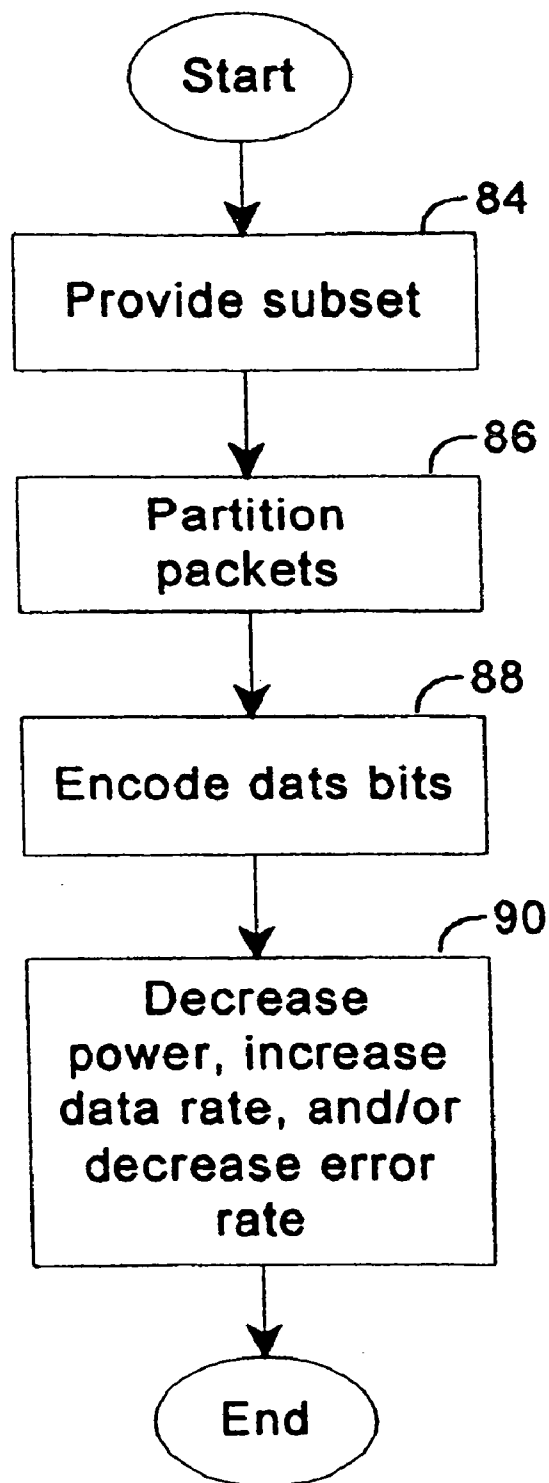 Start
84
Provide subset
86
Partition
packets
88
Encode dats bits
90
Decrease
power, increase
data rate, and/or
decrease error
rate
End